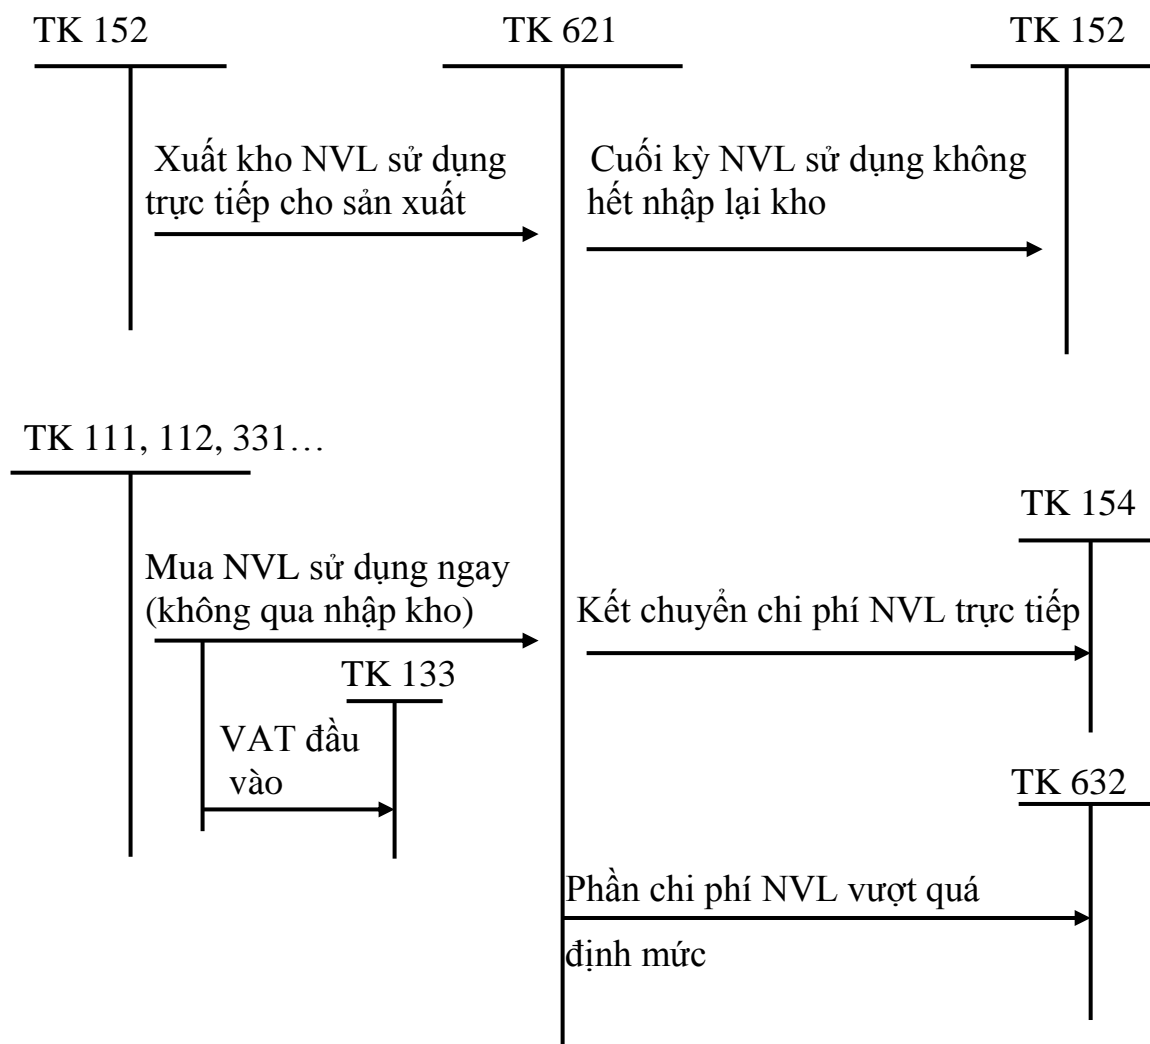 TK 152
TK 621
TK 152
Xuất kho NVL sử dụng
trực tiếp cho sản xuất
Cuối kỳ NVL sử dụng không
hết nhập lại kho
TK 111, 112, 331…
TK 154
Mua NVL sử dụng ngay
(không qua nhập kho)
Kết chuyển chi phí NVL trực tiếp
TK 133
VAT đầu
vào
TK 632
Phần chi phí NVL vượt quá
định mức